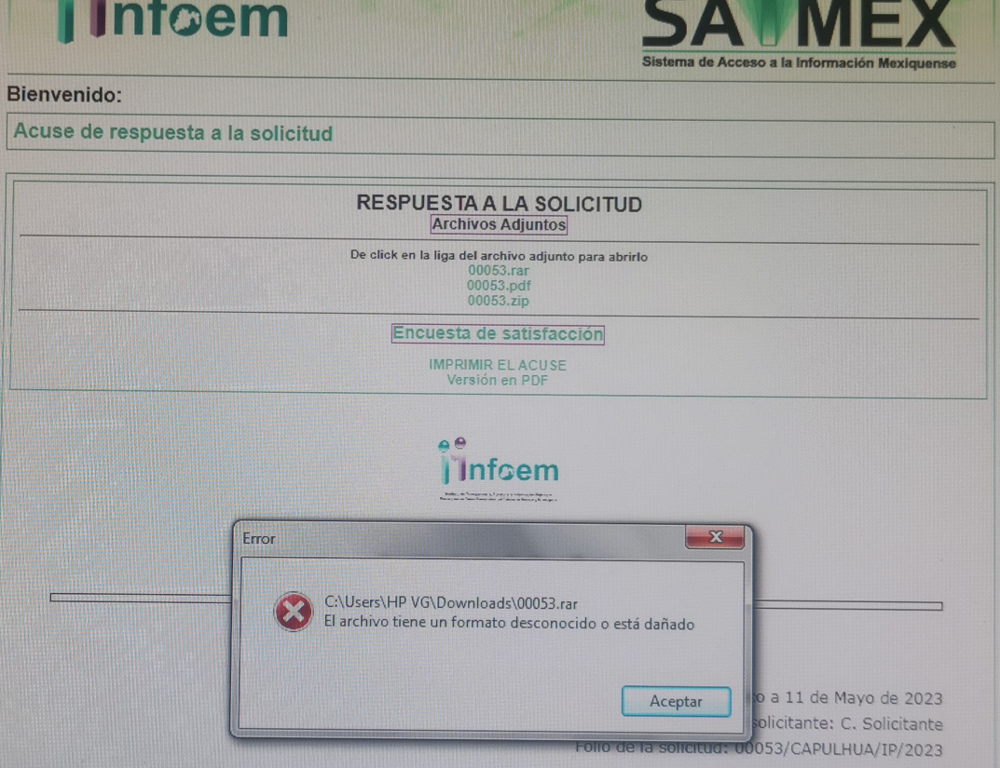 infoem
SAIMEX
Sistema de Acceso a la Información Mexiquense
Bienvenido:
Acuse de respuesta a la solicitud
RESPUESTA A LA SOLICITUD
Archivos Adjuntos
De click en la liga del archivo adjunto para abrirlo
00053.rar
00053.pdf
00053.zip
Encuesta de satisfacción
IMPRIMIR EL ACUSE
Versión en PDF
infoem
Error
C:\Users\HP VG\Downloads\00053.rar
El archivo tiene un formato desconocido o está dañado
Aceptar
o a 11 de Mayo de 2023
solicitante: C. Solicitante
Folio de la solicitud: 00053/CAPULHUA/IP/2023